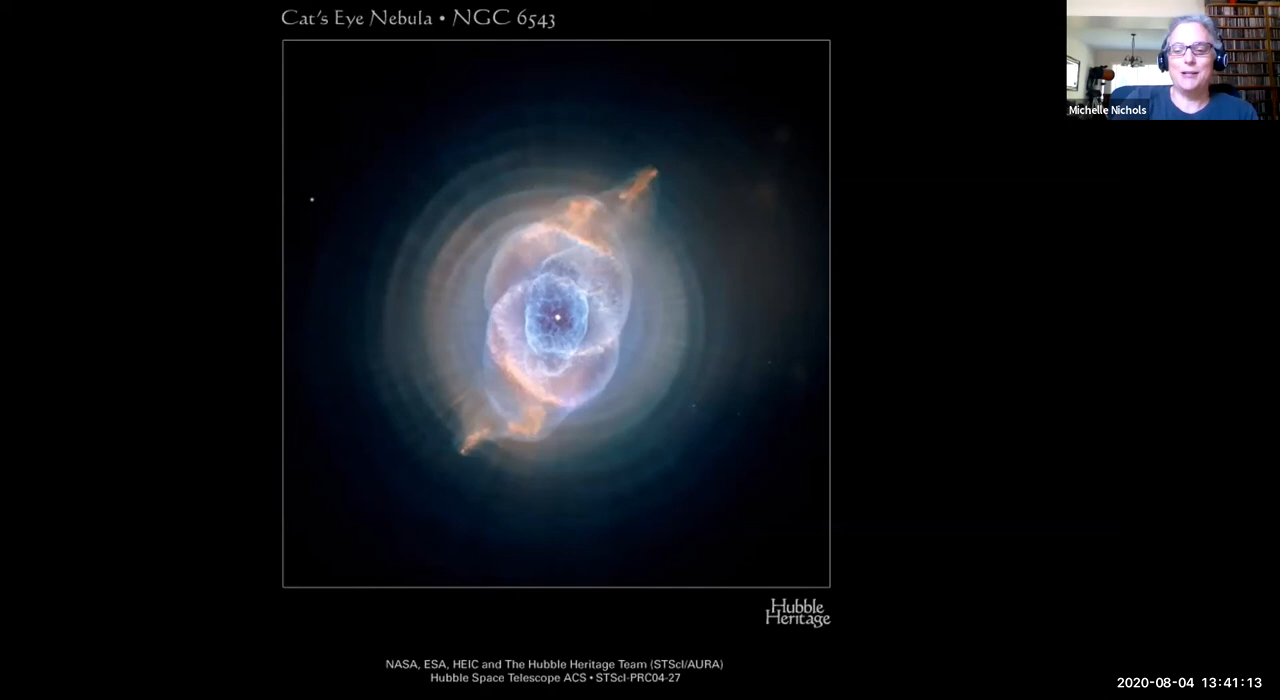 Cat's Eye Nebula • NGC 6543
Michelle Nichols
Hubble
Heritage
NASA, ESA, HEIC and The Hubble Heritage Team (STScI/AURA)
Hubble Space Telescope ACS • STScI-PRC04-27
2020-08-04 13:41:13